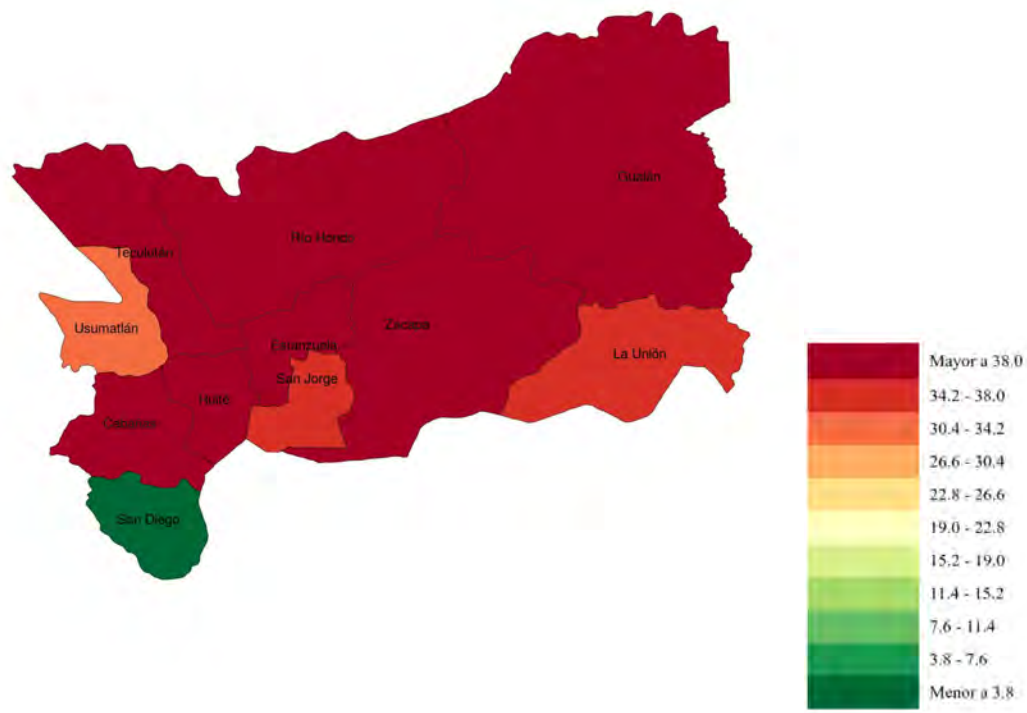 Gualán
Río Hondo
Teculután
Usumatlán
Zacapa
Estanzuela
La Unión
San Jorge
Huité
Cabañas
San Diego
Mayor a 38.0
34.2 - 38.0
30.4 - 34.2
26.6 - 30.4
22.8 - 26.6
19.0 - 22.8
15.2 - 19.0
11.4 - 15.2
7.6 - 11.4
3.8 - 7.6
Menor a 3.8